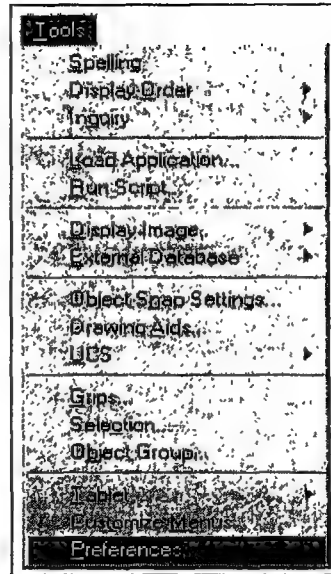 Tools
Spelling...
Display Order
Inquiry
Load Application...
Run Script...
Display Image
External Database
Object Snap Settings...
Drawing Aids...
UCS
Grips...
Selection...
Object Group...
Tablet
Customize Menus...
Preferences...